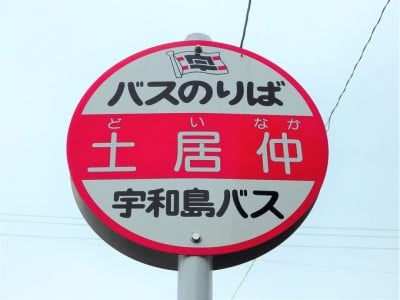 バスのりば
どいなか
土居仲
宇和島バス